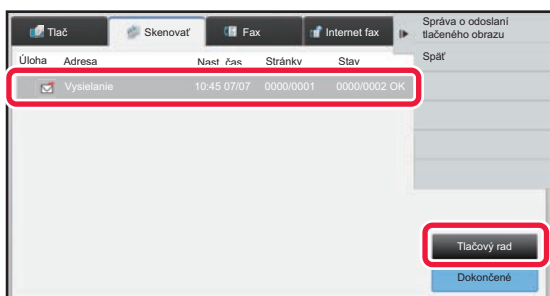 Tlač Skenovať Fax Internet fax
Správa o odoslaní
tlačeného obrazu
Späť
Úloha Adresa Nast čas Stránky Stav
Vysielanie 10:45 07/07 0000/0001 0000/0002 OK
Tlačový rad
Dokončené